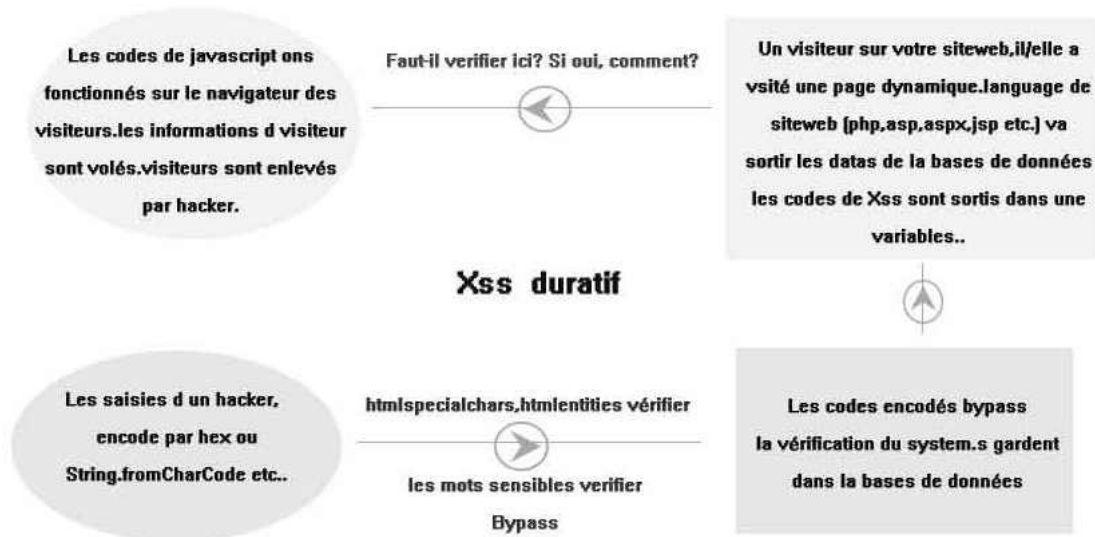 Les codes de javascript ons
fonctionnés sur le navigateur des
visiteurs.les informations d visiteur
sont volés.visiteurs sont enlevés
par hacker.
Faut-il verifier ici? Si oui, comment?
Un visiteur sur votre siteweb,il/elle a
vsité une page dynamique.language de
siteweb (php,asp,aspx,jsp etc.) va
sortir les datas de la bases de données
les codes de Xss sont sortis dans une
variables..
Xss duratif
Les saisies d un hacker,
encode par hex ou
String.fromCharCode etc..
htmlspecialchars,htmlentities vérifier
les mots sensibles verifier
Bypass
Les codes encodés bypass
la vérification du system.s gardent
dans la bases de données